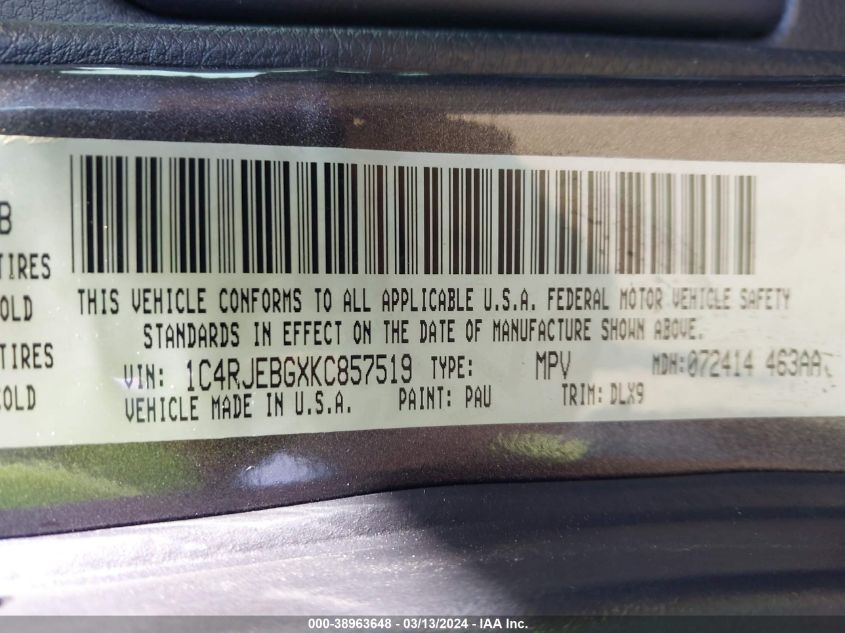 B
TIRES
COLD
TIRES
COLD
THIS VEHICLE CONFORMS TO ALL APPLICABLE U.S.A. FEDERAL MOTOR VEHICLE SAFETY
STANDARDS IN EFFECT ON THE DATE OF MANUFACTURE SHOWN ABOVE.
VIN: 1C4RJEBGXKC857519 TYPE: MPV MDH:072414 463AA
VEHICLE MADE IN U.S.A. PAINT: PAU TRIM: DLX9
000-38963648 - 03/13/2024 - IAA Inc.